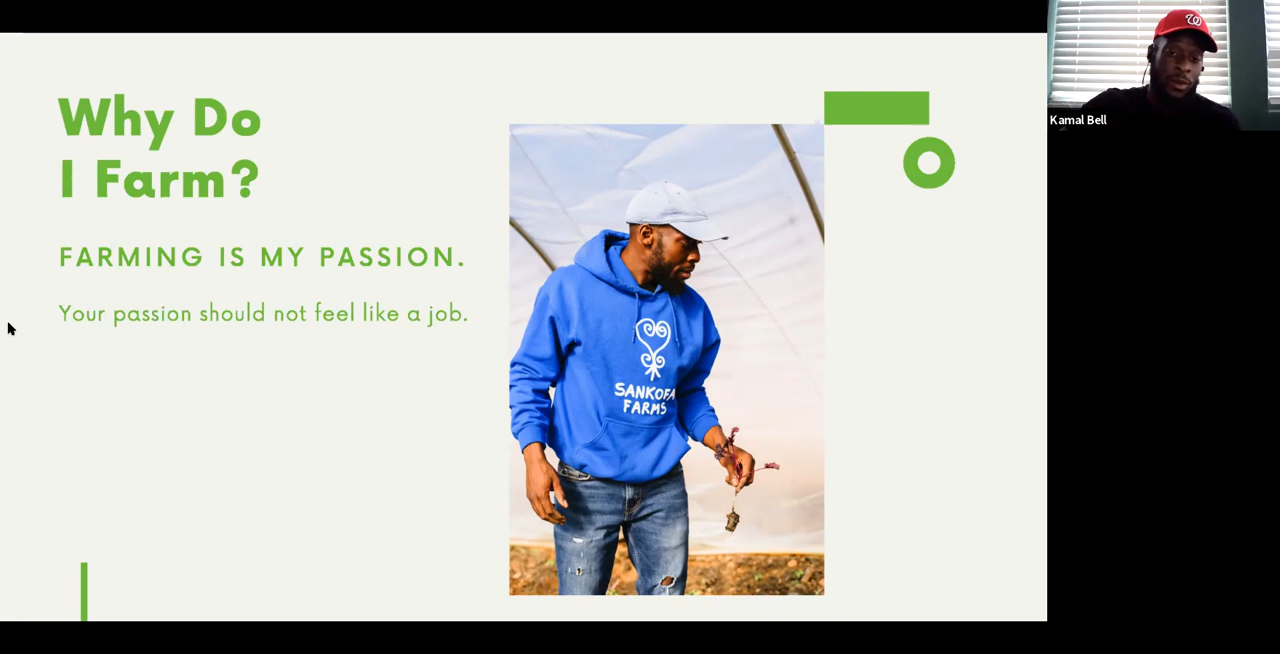 Why Do
I Farm?
FARMING IS MY PASSION.
Your passion should not feel like a job.
SANKOFA
FARMS
W
Kamal Bell